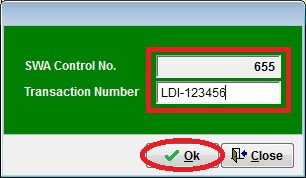 SWA Control No. 655
Transaction Number LDI-123456
Ok Close